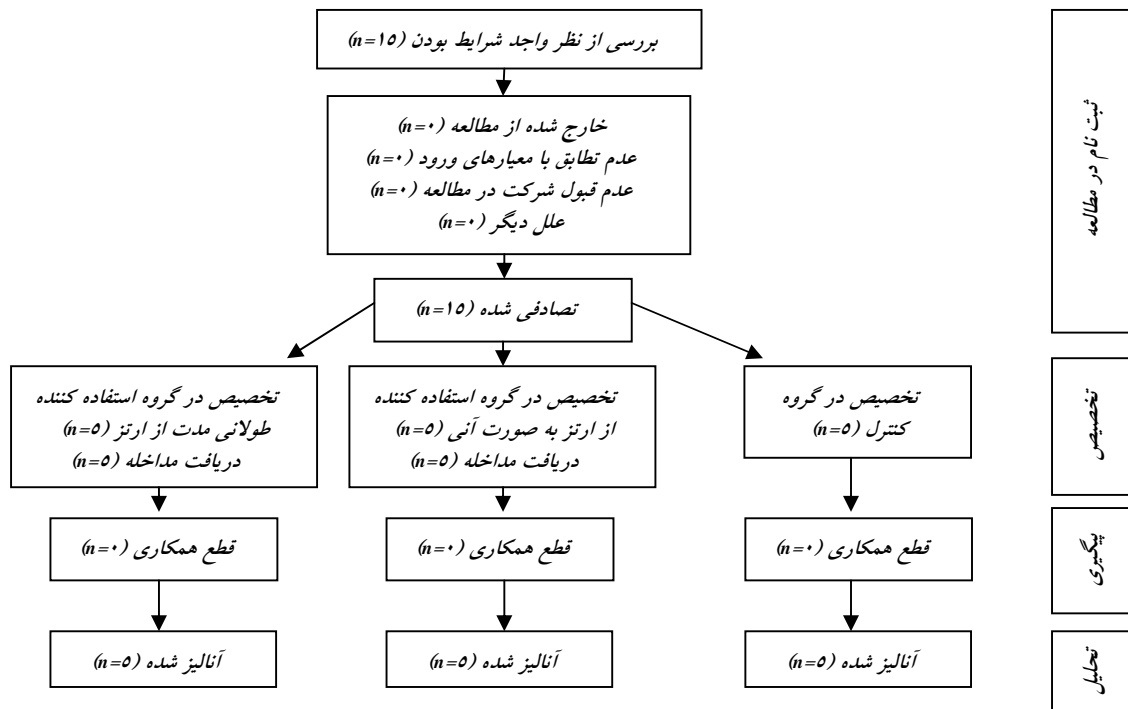 بررسی از نظر واجد شرایط بودن (n=۱۵)
خارج شده از مطالعه (n=۰)
عدم تطابق با معیارهای ورود (n=۰)
عدم قبول شرکت در مطالعه (n=۰)
علل دیگر (n=۰)
تصادفی شده (n=۱۵)
ثبت نام در مطالعه
تخصیص در گروه
کنترل (n=۵)
تخصیص در گروه استفاده کننده
از ارتز به صورت آنی (n=۵)
دریافت مداخله (n=۵)
تخصیص در گروه استفاده کننده
طولانی مدت از ارتز (n=۵)
دریافت مداخله (n=۵)
تخصیص
قطع همکاری (n=۰)
قطع همکاری (n=۰)
قطع همکاری (n=۰)
پیگیری
آنالیز شده (n=۵)
آنالیز شده (n=۵)
آنالیز شده (n=۵)
تحلیل